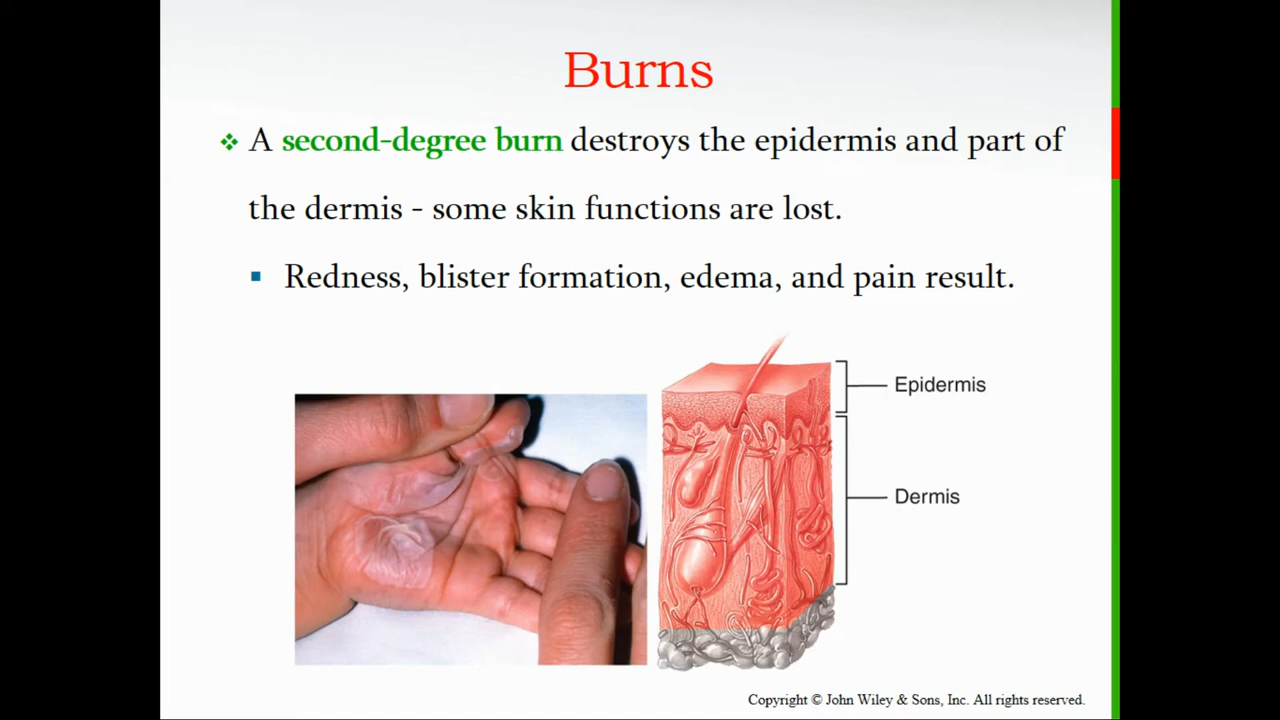 Burns
❖ A second-degree burn destroys the epidermis and part of
the dermis - some skin functions are lost.
▪ Redness, blister formation, edema, and pain result.
Epidermis
Dermis
Copyright © John Wiley & Sons, Inc. All rights reserved.